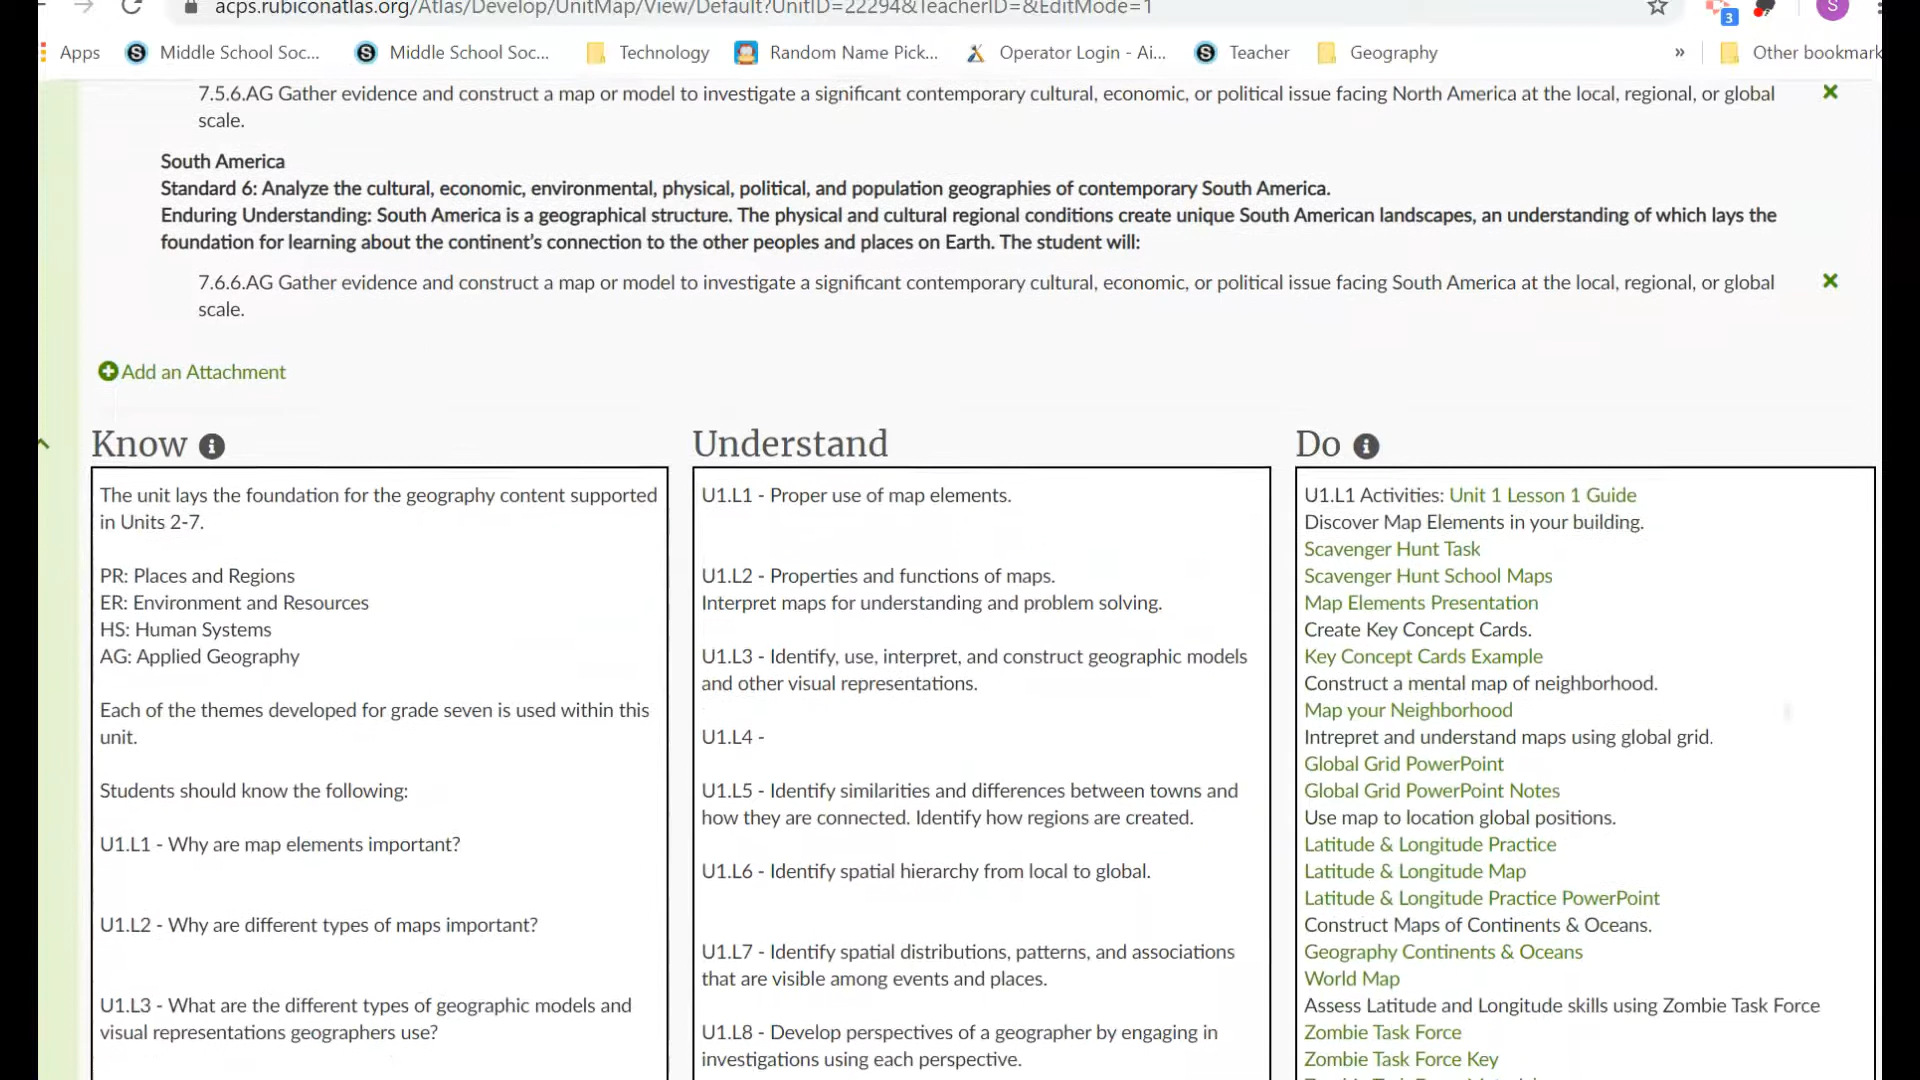 acps.rubiconatlas.org/Atlas/Develop/UnitMap/View/Default?UnitID=22294&TeacherID=&EditMode=1
3
S
Apps
Middle School Soc...
Middle School Soc...
Technology
Random Name Pick...
Operator Login - Ai...
Teacher
Geography
»
Other bookmark
7.5.6.AG Gather evidence and construct a map or model to investigate a significant contemporary cultural, economic, or political issue facing North America at the local, regional, or global
scale.
South America
Standard 6: Analyze the cultural, economic, environmental, physical, political, and population geographies of contemporary South America.
Enduring Understanding: South America is a geographical structure. The physical and cultural regional conditions create unique South American landscapes, an understanding of which lays the
foundation for learning about the continent's connection to the other peoples and places on Earth. The student will:
7.6.6.AG Gather evidence and construct a map or model to investigate a significant contemporary cultural, economic, or political issue facing South America at the local, regional, or global
scale.
Add an Attachment
Know
The unit lays the foundation for the geography content supported
in Units 2-7.
PR: Places and Regions
ER: Environment and Resources
HS: Human Systems
AG: Applied Geography
Each of the themes developed for grade seven is used within this
unit.
Students should know the following:
U1.L1 - Why are map elements important?
U1.L2 - Why are different types of maps important?
U1.L3 - What are the different types of geographic models and
visual representations geographers use?
Understand
U1.L1 - Proper use of map elements.
U1.L2 - Properties and functions of maps.
Interpret maps for understanding and problem solving.
U1.L3 - Identify, use, interpret, and construct geographic models
and other visual representations.
U1.L4 -
U1.L5 - Identify similarities and differences between towns and
how they are connected. Identify how regions are created.
U1.L6 - Identify spatial hierarchy from local to global.
U1.L7 - Identify spatial distributions, patterns, and associations
that are visible among events and places.
U1.L8 - Develop perspectives of a geographer by engaging in
investigations using each perspective.
Do
U1.L1 Activities: Unit 1 Lesson 1 Guide
Discover Map Elements in your building.
Scavenger Hunt Task
Scavenger Hunt School Maps
Map Elements Presentation
Create Key Concept Cards.
Key Concept Cards Example
Construct a mental map of neighborhood.
Map your Neighborhood
Intrepret and understand maps using global grid.
Global Grid PowerPoint
Global Grid PowerPoint Notes
Use map to location global positions.
Latitude & Longitude Practice
Latitude & Longitude Map
Latitude & Longitude Practice PowerPoint
Construct Maps of Continents & Oceans.
Geography Continents & Oceans
World Map
Assess Latitude and Longitude skills using Zombie Task Force
Zombie Task Force
Zombie Task Force Key